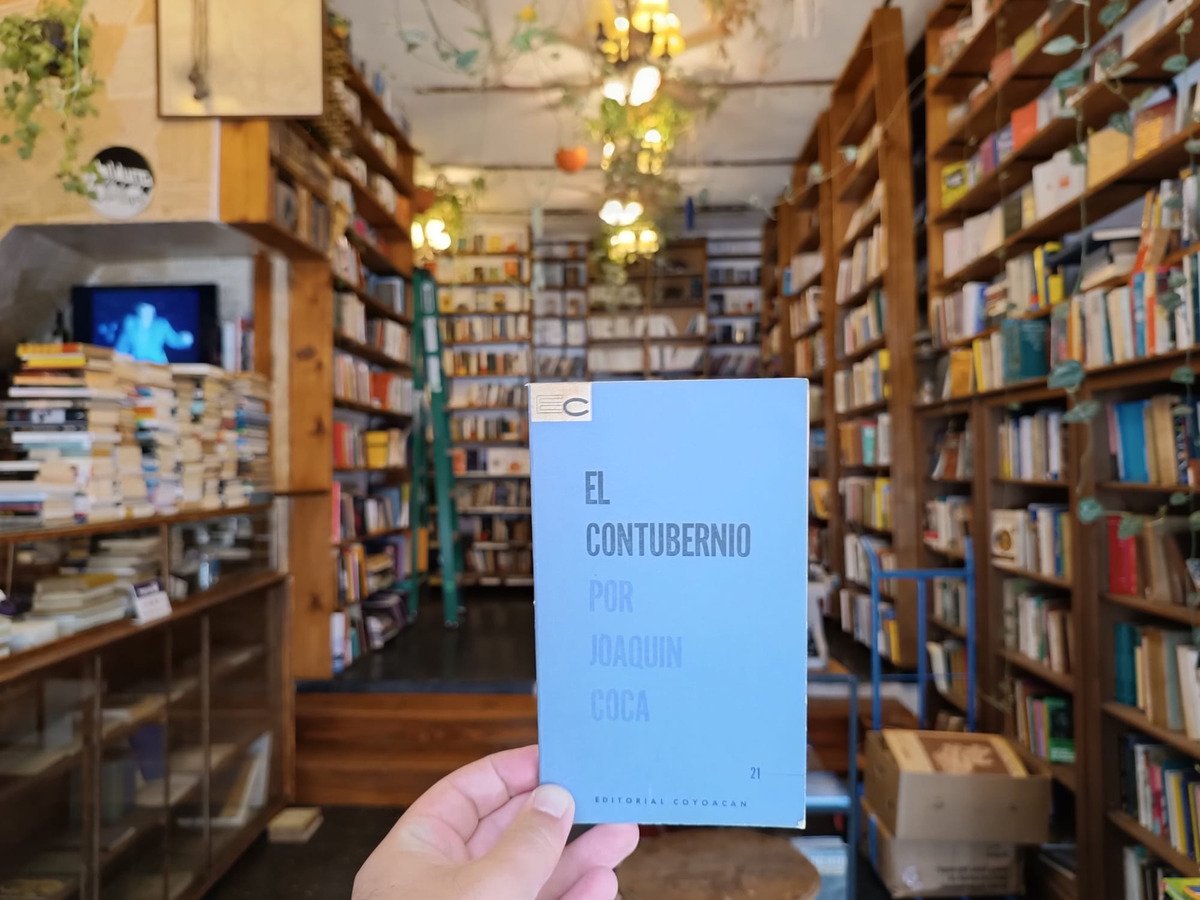 EC
EL
CONTUBERNIO
POR
JOAQUIN
COCA
21
EDITORIAL COYOACAN